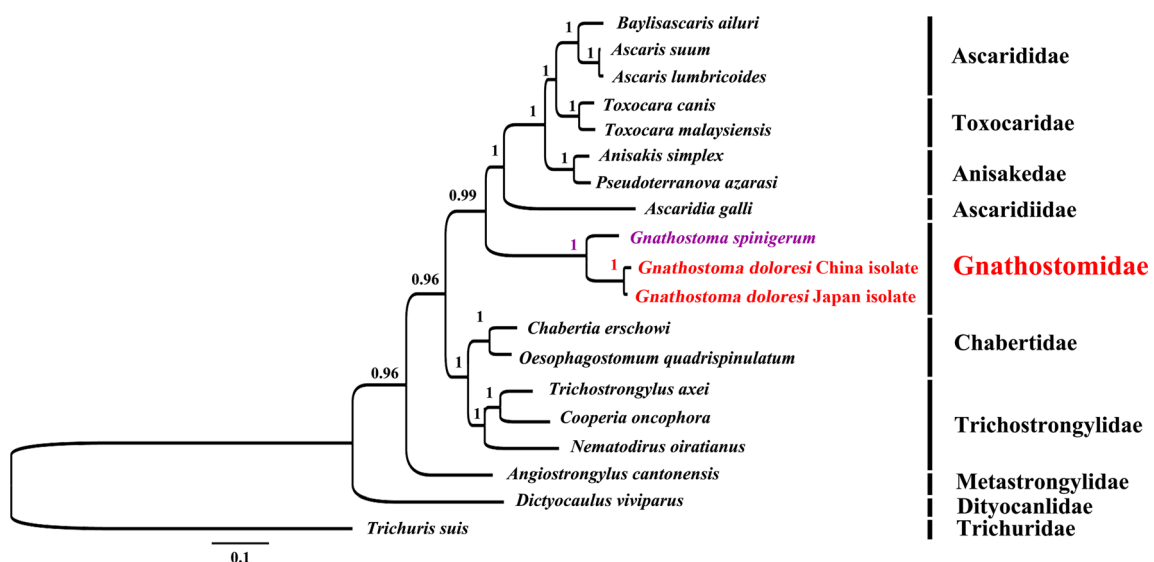 1 Baylisascaris ailuri
1 Ascaris suum
Ascaris lumbricoides
Ascarididae
1
1 Toxocara canis
Toxocara malaysiensis
Toxocaridae
1
1 Anisakis simplex
Pseudoterranova azarasi
Anisakedae
1
Ascaridia galli
Ascaridiidae
0.99
1 Gnathostoma spinigerum
1 Gnathostoma doloresi China isolate
Gnathostoma doloresi Japan isolate
Gnathostomidae
0.96
1 Chabertia erschowi
Oesophagostomum quadrispinulatum
Chabertidae
1
1 Trichostrongylus axei
Cooperia oncophora
1
Nematodirus oiratianus
Trichostrongylidae
0.96
Angiostrongylus cantonensis
Metastrongylidae
Dictyocaulus viviparus
Dityocanlidae
Trichuris suis
Trichuridae
0.1